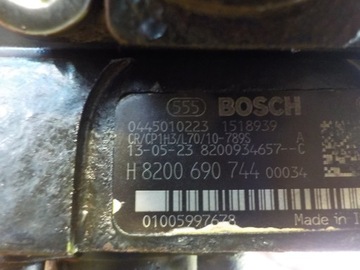 555 BOSCH
0445010223 1518939
CR/CP1H3/L70/10-789S A
13-05-23 8200934657--C
H 8200 690 744 00034
01005997678 Made in